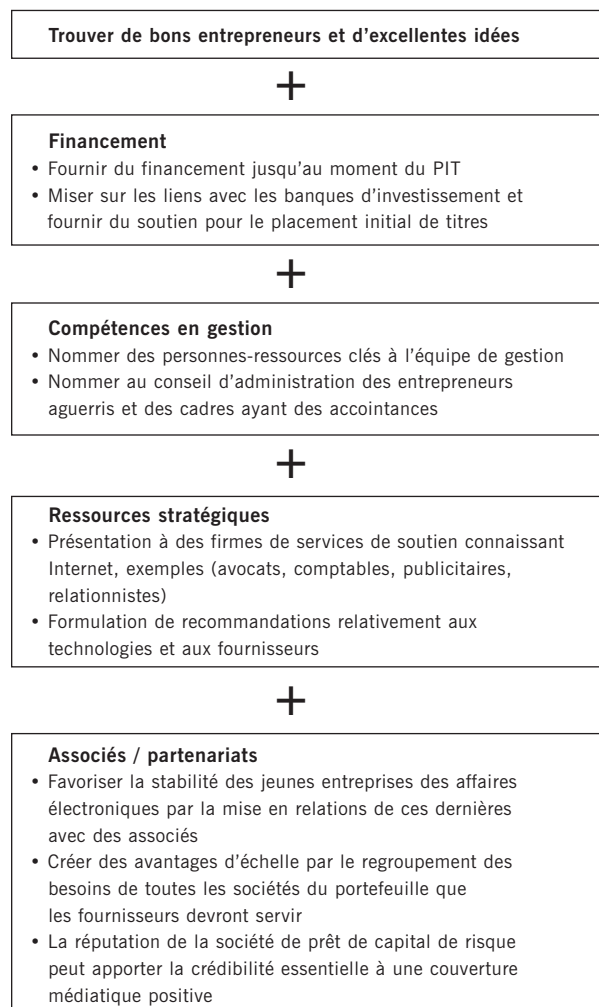 Trouver de bons entrepreneurs et d'excellentes idées
+
Financement
• Fournir du financement jusqu'au moment du PIT
• Miser sur les liens avec les banques d'investissement et
fournir du soutien pour le placement initial de titres
+
Compétences en gestion
• Nommer des personnes-ressources clés à l'équipe de gestion
• Nommer au conseil d'administration des entrepreneurs
aguerris et des cadres ayant des accointances
+
Ressources stratégiques
• Présentation à des firmes de services de soutien connaissant
Internet, exemples (avocats, comptables, publicitaires,
relationnistes)
• Formulation de recommandations relativement aux
technologies et aux fournisseurs
+
Associés / partenariats
• Favoriser la stabilité des jeunes entreprises des affaires
électroniques par la mise en relations de ces dernières
avec des associés
• Créer des avantages d'échelle par le regroupement des
besoins de toutes les sociétés du portefeuille que
les fournisseurs devront servir
• La réputation de la société de prêt de capital de risque
peut apporter la crédibilité essentielle à une couverture
médiatique positive